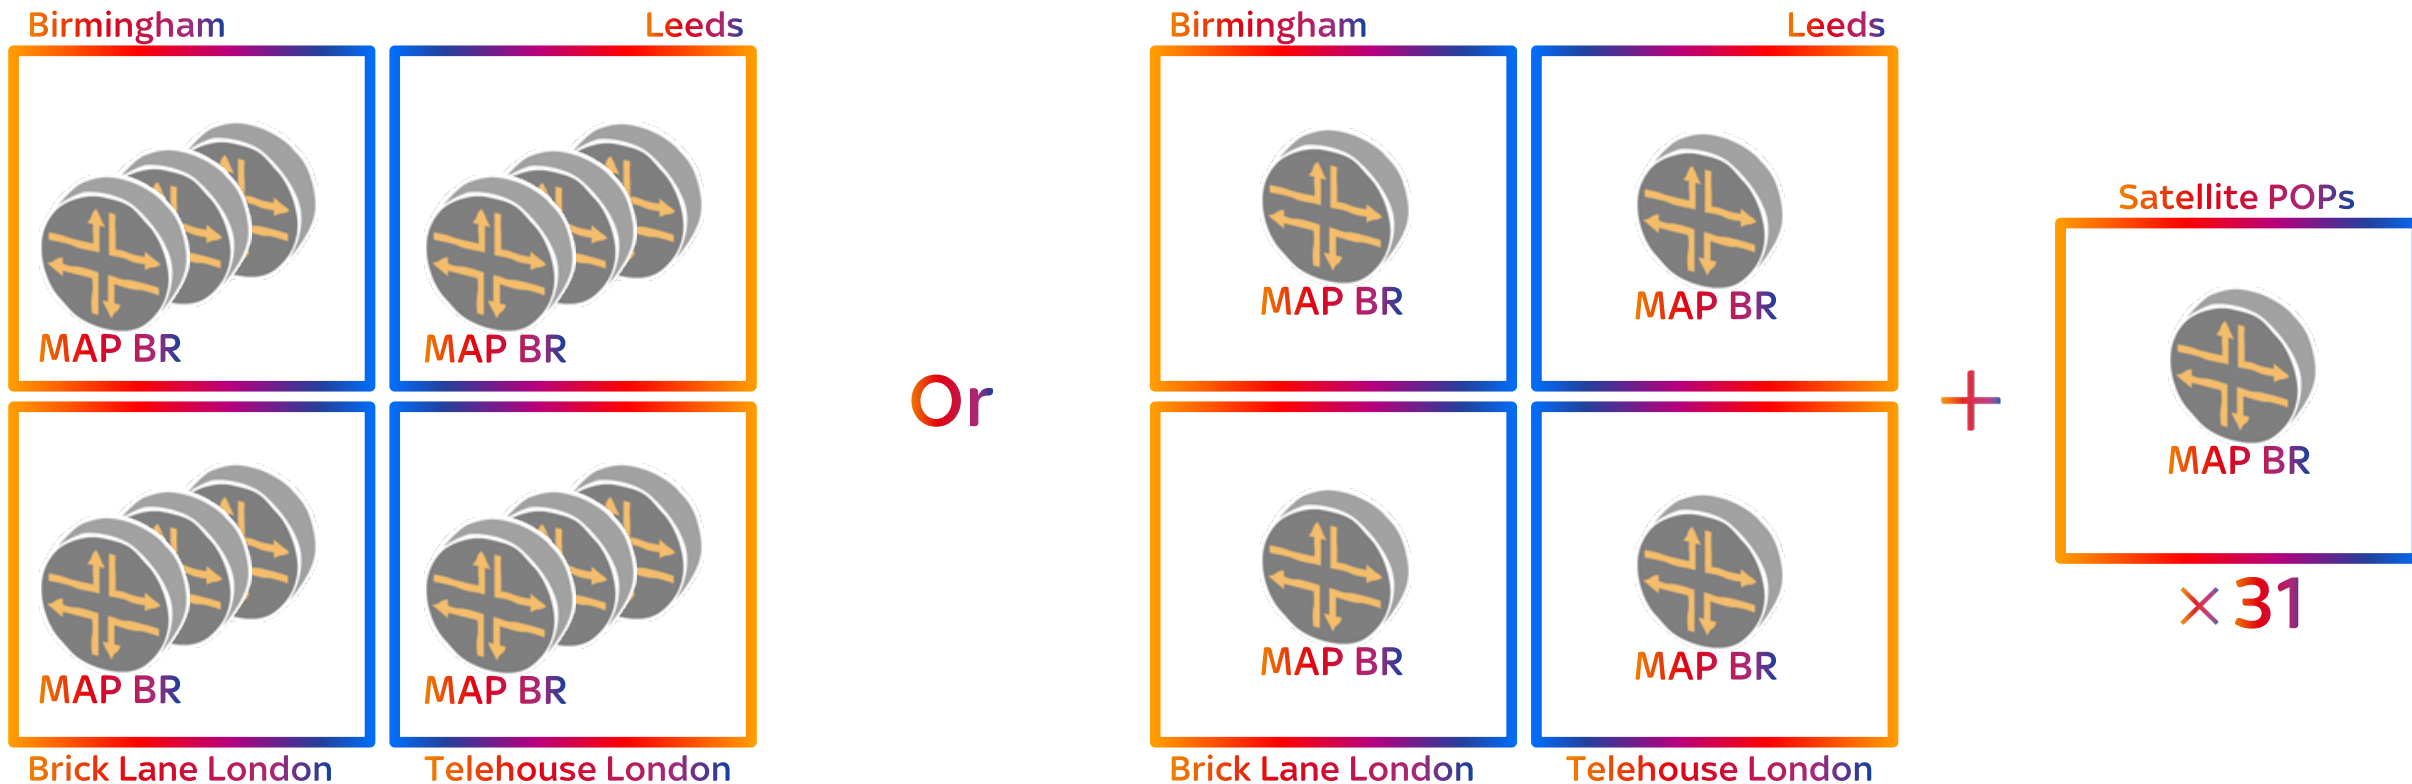 Birmingham
Leeds
MAP BR
MAP BR
MAP BR
MAP BR
Brick Lane London
Telehouse London
Or
Birmingham
Leeds
MAP BR
MAP BR
MAP BR
MAP BR
Brick Lane London
Telehouse London
+
Satellite POPs
MAP BR
× 31